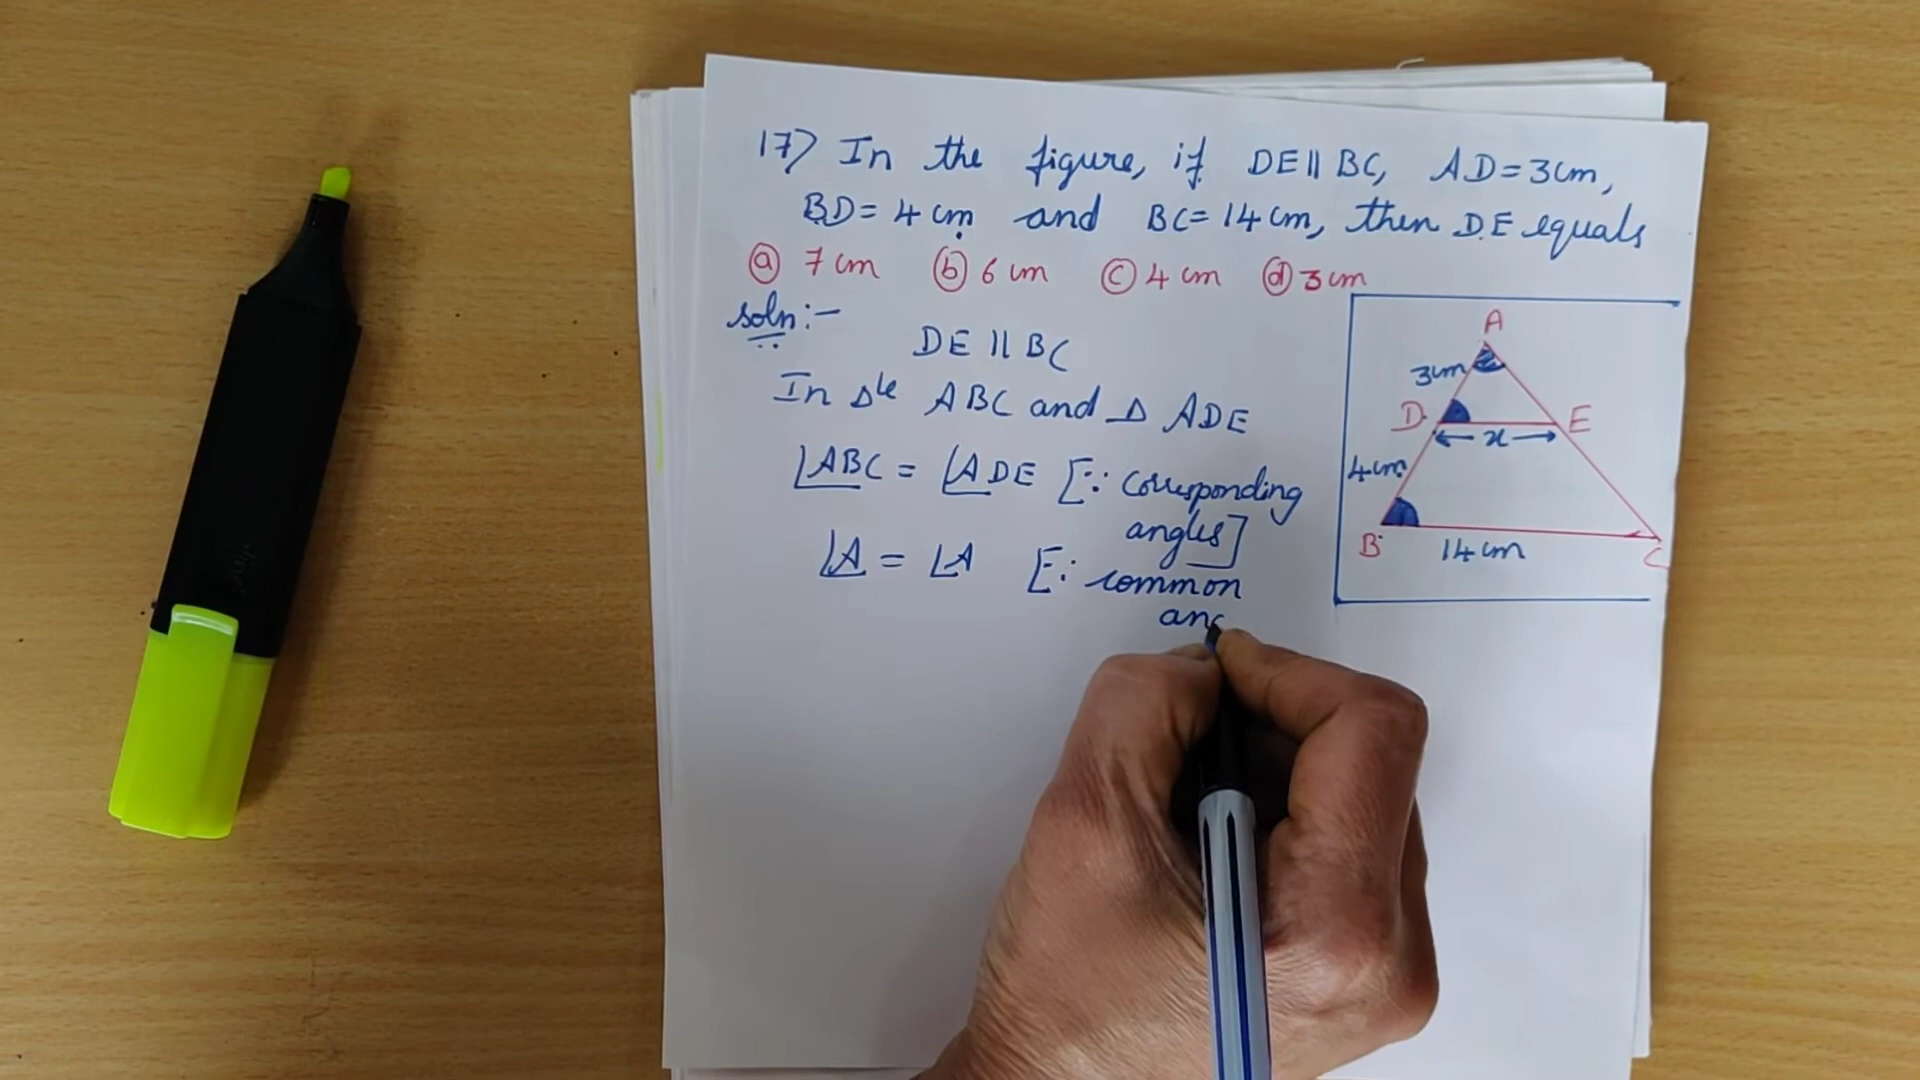 17) In the figure, if DE || BC, AD = 3cm,
BD = 4 cm and BC = 14 cm, then DE equals
ⓐ 7 cm ⓑ 6 cm ⓒ 4 cm ⓓ 3 cm
soln :-
DE || BC
In Δle ABC and Δ ADE
∠ABC = ∠ADE [∵ corresponding
angles]
∠A = ∠A [∵ common
ang
A
3cm
D
E
x
4cm
B
14 cm
C